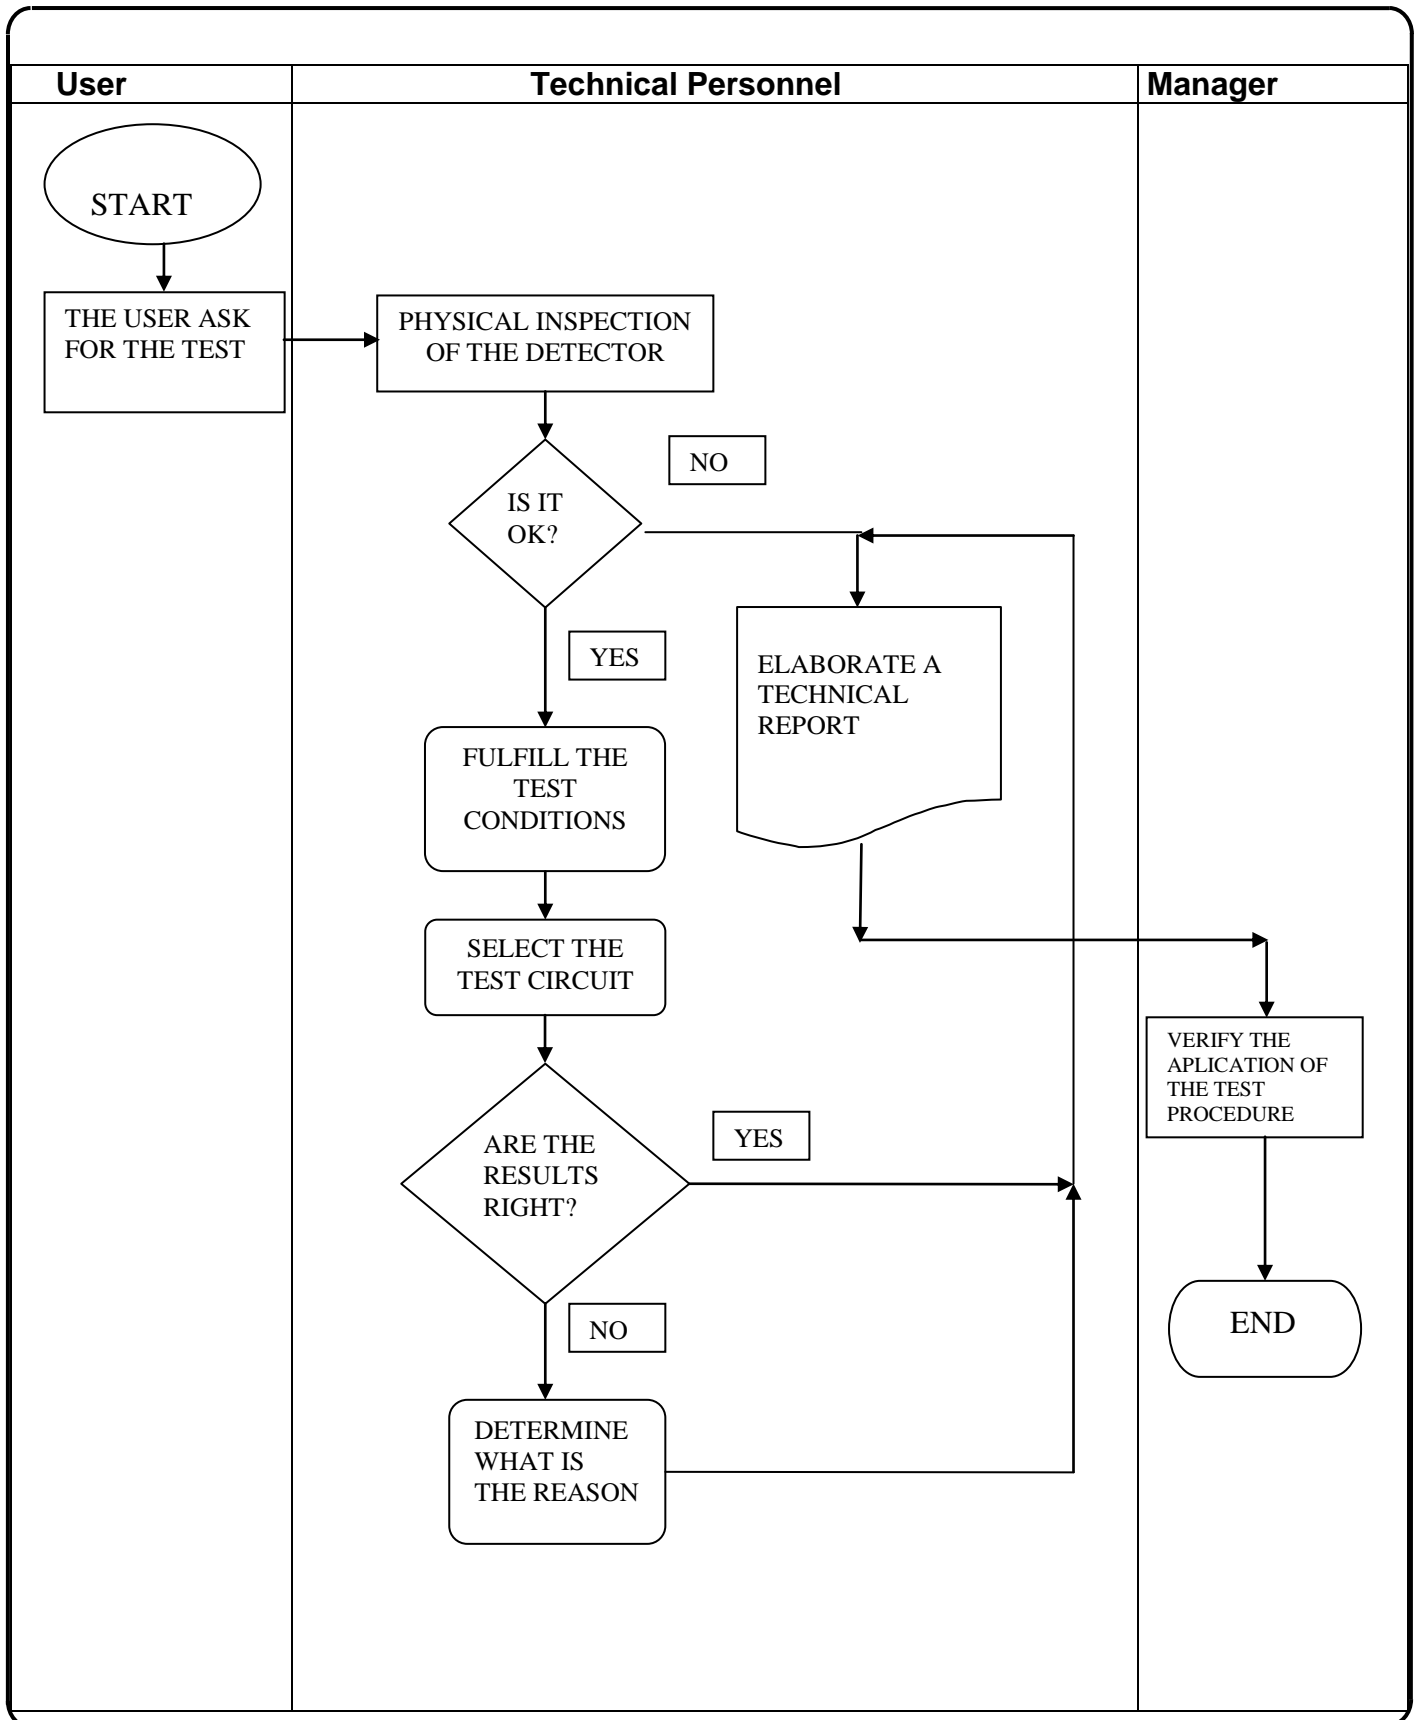 User
Technical Personnel
Manager
START
THE USER ASK
FOR THE TEST
PHYSICAL INSPECTION
OF THE DETECTOR
IS IT
OK?
NO
YES
ELABORATE A
TECHNICAL
REPORT
FULFILL THE
TEST
CONDITIONS
SELECT THE
TEST CIRCUIT
ARE THE
RESULTS
RIGHT?
YES
NO
DETERMINE
WHAT IS
THE REASON
VERIFY THE
APLICATION OF
THE TEST
PROCEDURE
END